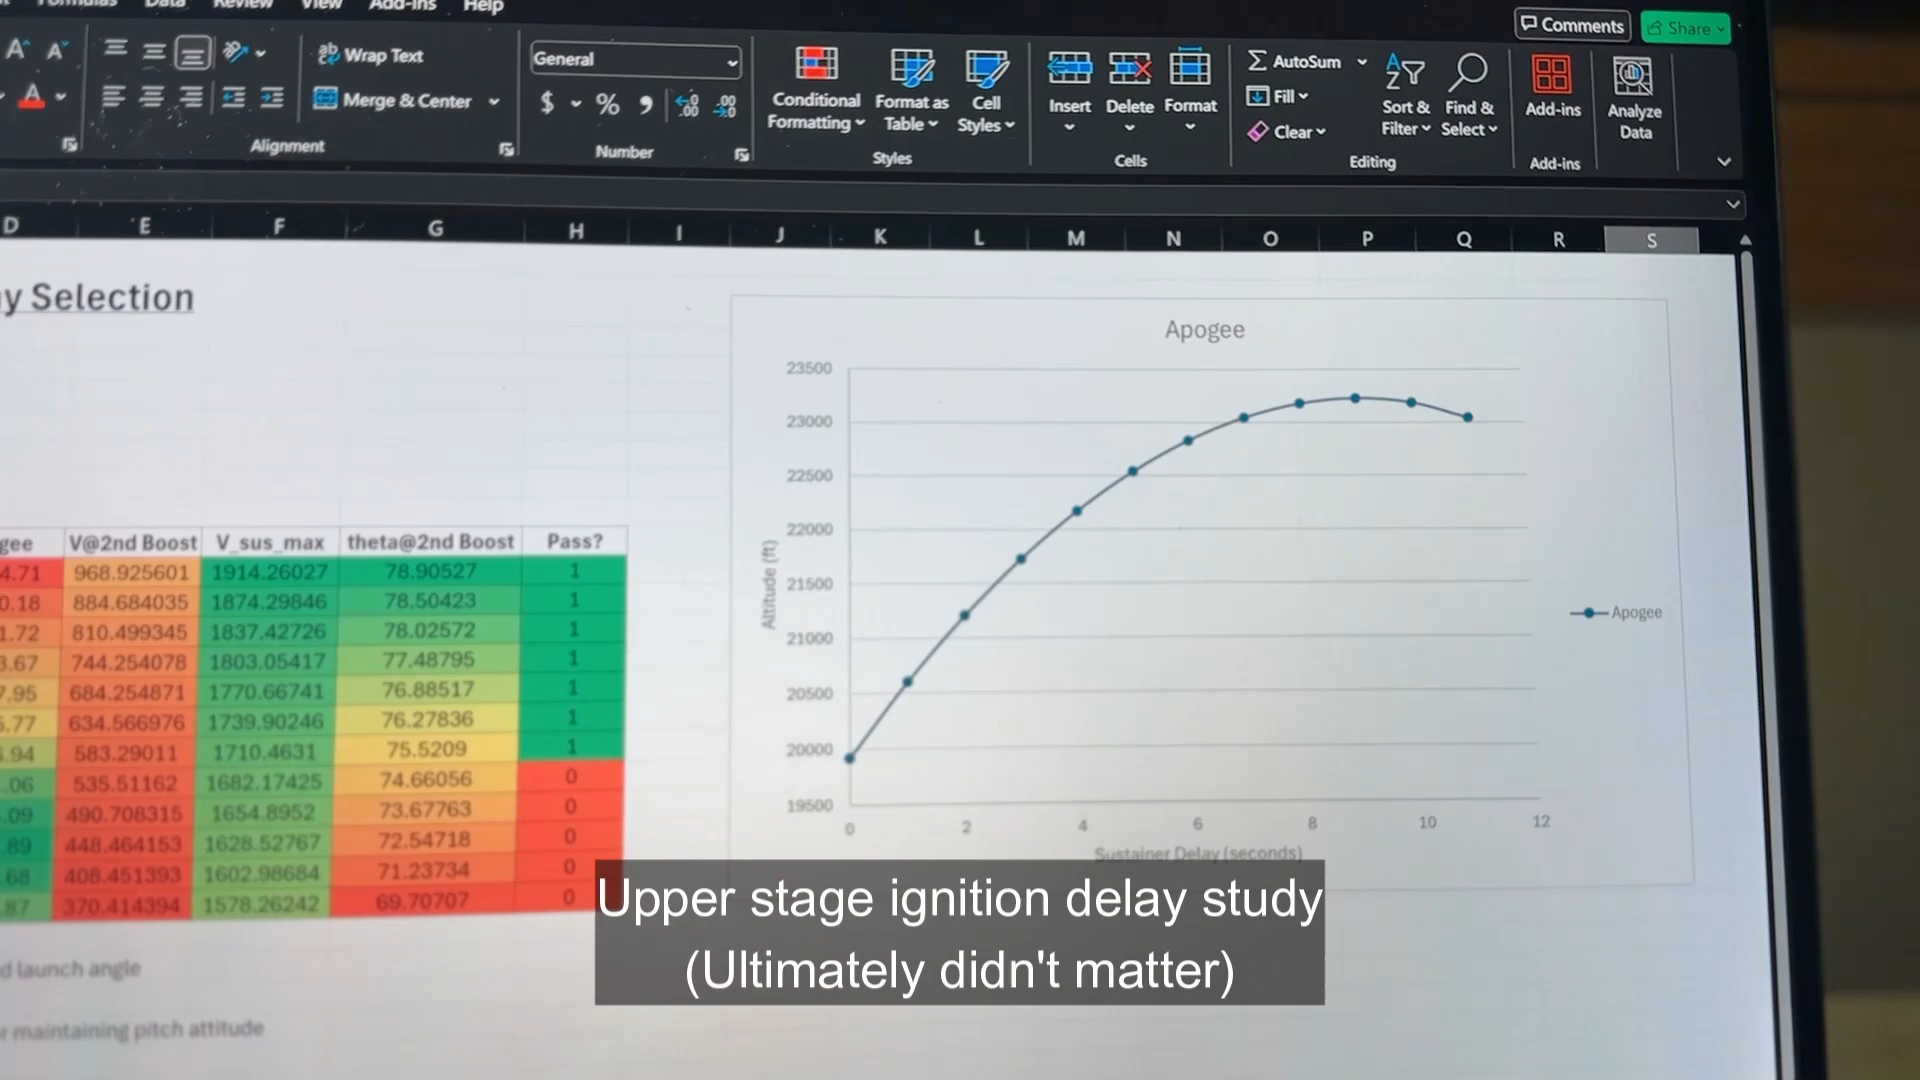 Data Review View Add-ins Help
Comments Share
Wrap Text
General
Merge & Center
$ % 9
Conditional Formatting
Format as Table
Cell Styles
Insert Delete Format
AutoSum
Fill
Clear
Sort & Filter
Find & Select
Add-ins
Analyze Data
Alignment Number Styles Cells Editing Add-ins
D E F G H I J K L M N O P Q R S
y Selection
gee V@2nd Boost V_sus_max theta@2nd Boost Pass?
4.71 968.925601 1914.26027 78.90527 1
0.18 884.684035 1874.29846 78.50423 1
1.72 810.499345 1837.42726 78.02572 1
3.67 744.254078 1803.05417 77.48795 1
7.95 684.254871 1770.66741 76.88517 1
5.77 634.566976 1739.90246 76.27836 1
.94 583.29011 1710.4631 75.5209 1
.06 535.51162 1682.17425 74.66056 0
.09 490.708315 1654.8952 73.67763 0
.89 448.464153 1628.52767 72.54718 0
.68 408.451393 1602.98684 71.23734 0
.87 370.414394 1578.26242 69.70707 0
d launch angle
r maintaining pitch attitude
Apogee
23500
23000
22500
22000
21500
21000
20500
20000
19500
Altitude (ft)
0 2 4 6 8 10 12
Sustainer Delay (seconds)
Apogee
Upper stage ignition delay study
(Ultimately didn't matter)